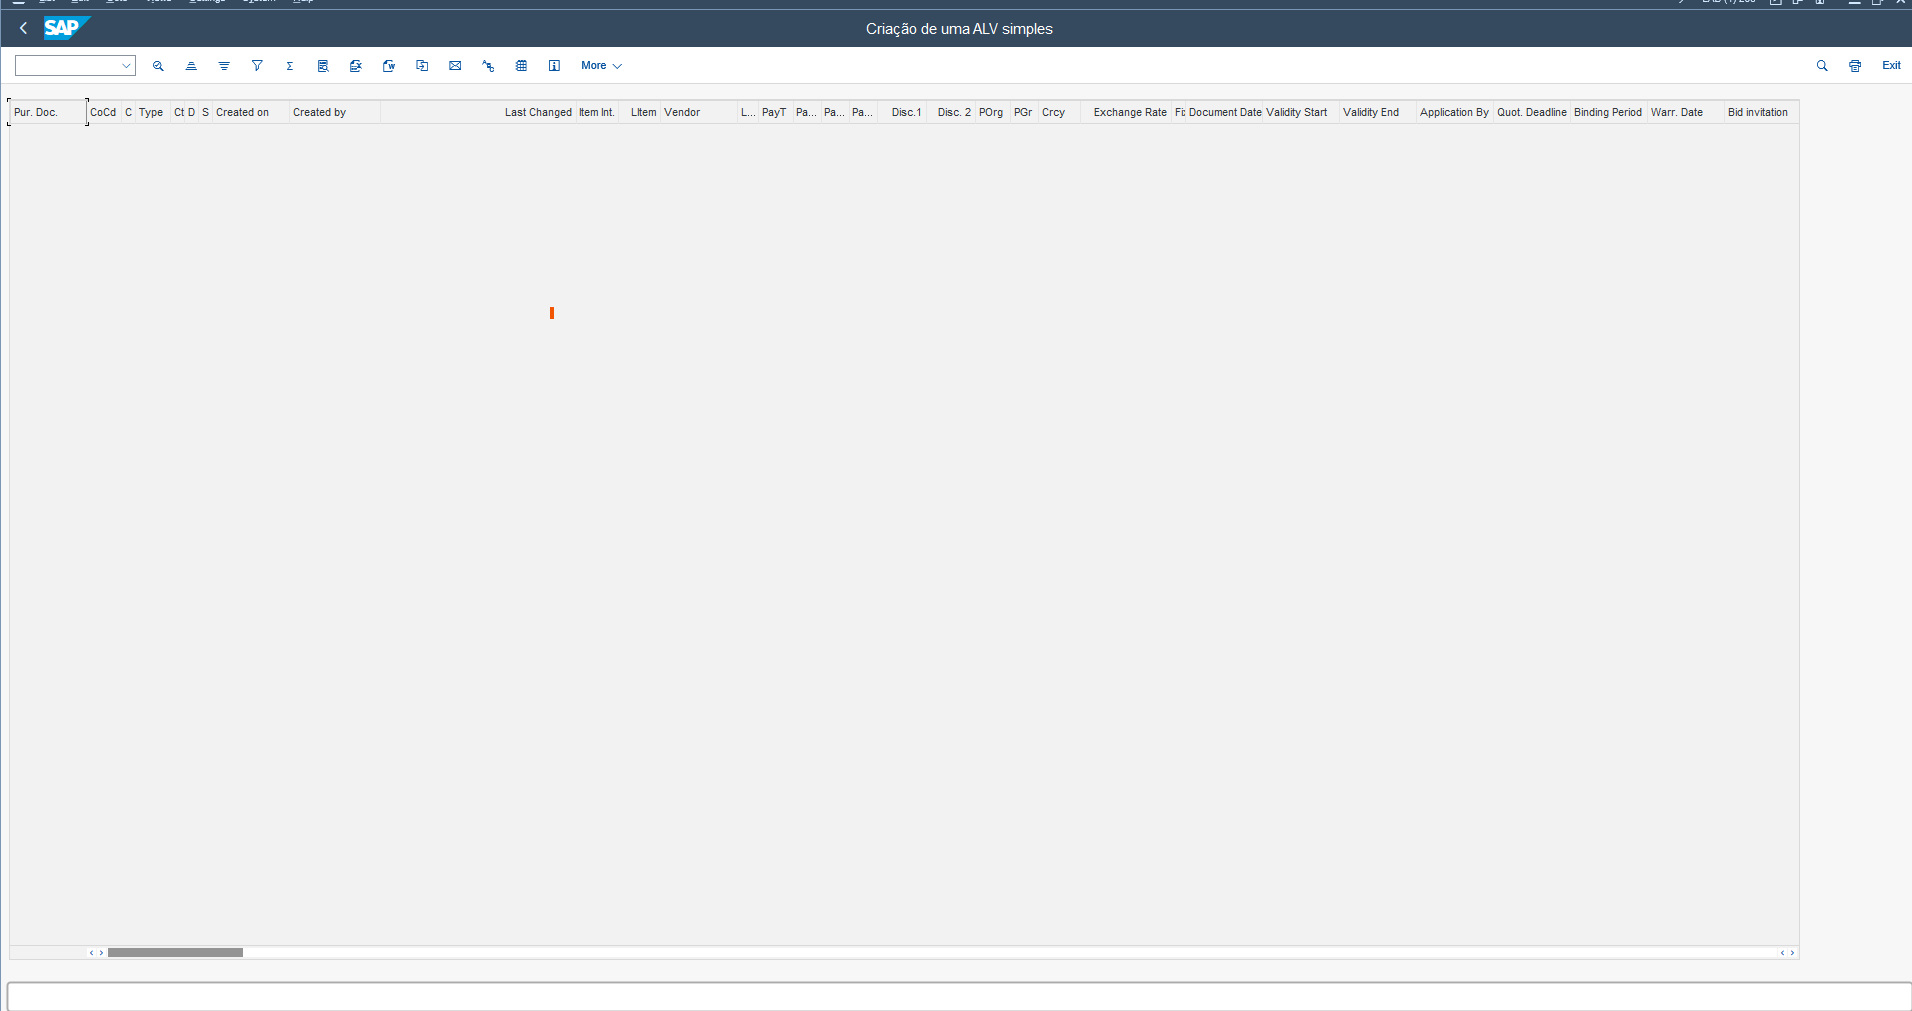 SAP Criação de uma ALV simples
More Exit
Pur. Doc. CoCd C Type Ct D S Created on Created by Last Changed Item Int. LItem Vendor L... PayT Pa... Pa... Pa... Disc.1 Disc. 2 POrg PGr Crcy Exchange Rate Fi Document Date Validity Start Validity End Application By Quot. Deadline Binding Period Warr. Date Bid invitation